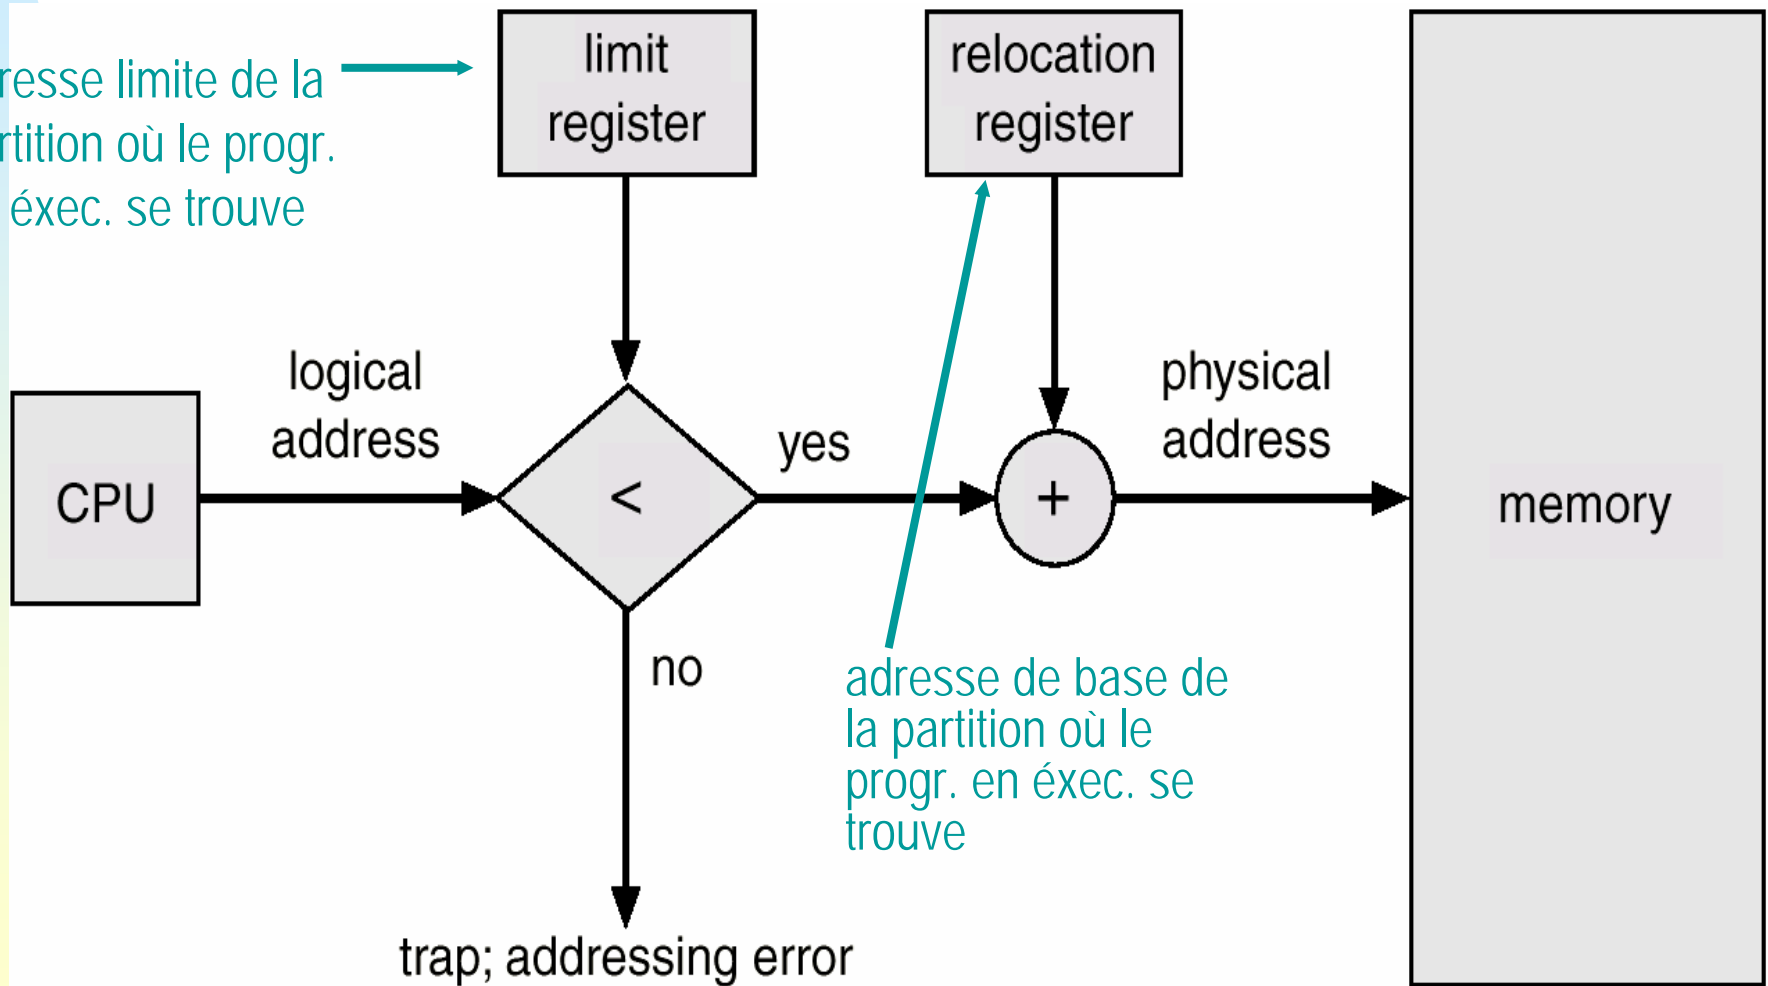 limit
register
relocation
register
resse limite de la
rtition où le progr.
éxec. se trouve
logical
address
physical
address
yes
CPU
<
+
memory
no
adresse de base de
la partition où le
progr. en éxec. se
trouve
trap; addressing error